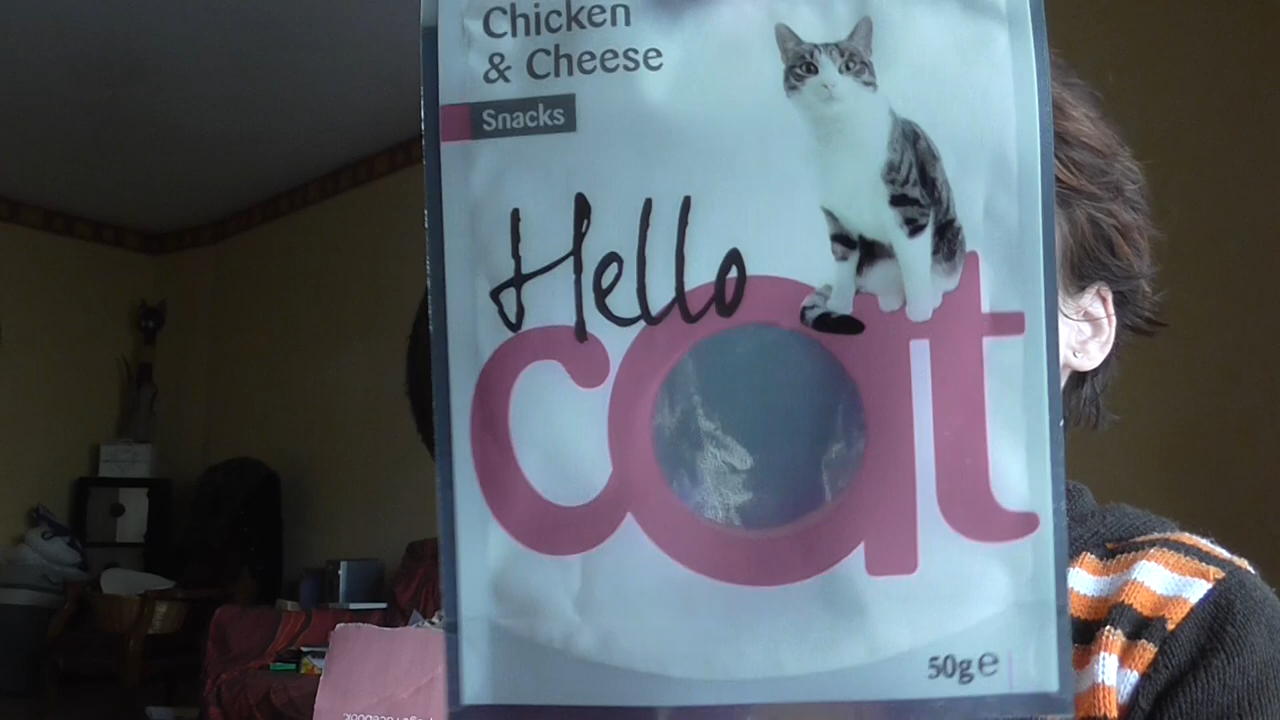 Chicken
& Cheese
Snacks
Hello
cat
50g℮